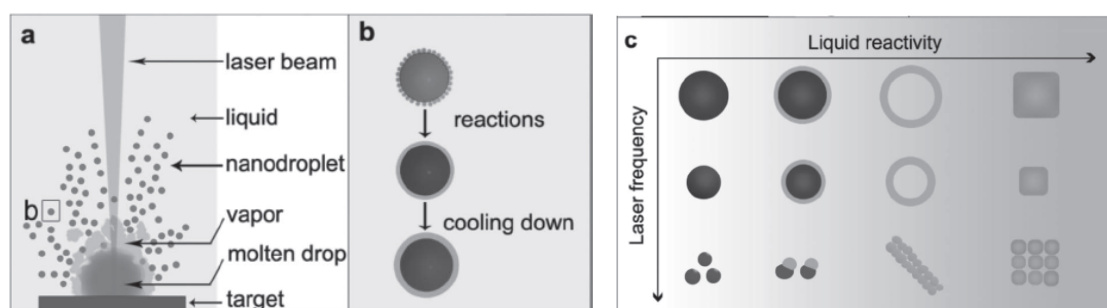 a
laser beam
liquid
nanodroplet
b
vapor
molten drop
target
b
reactions
cooling down
c
Liquid reactivity
Laser frequency